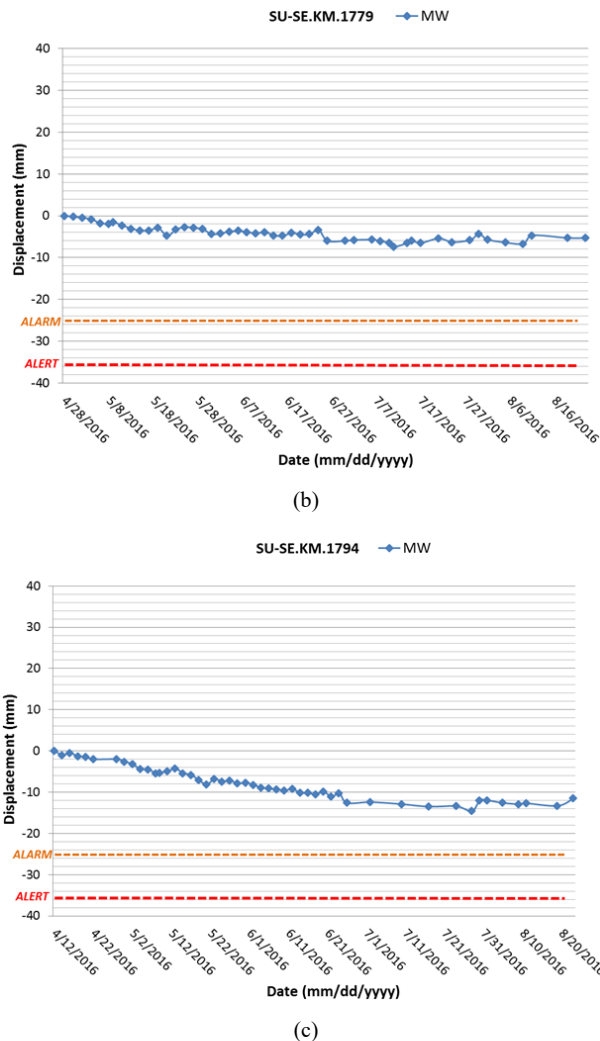 SU-SE.KM.1779 MW
40
30
20
10
0
-10
-20
-30
-40
Displacement (mm)
ALARM
ALERT
4/28/2016 5/8/2016 5/18/2016 5/28/2016 6/7/2016 6/17/2016 6/27/2016 7/7/2016 7/17/2016 7/27/2016 8/6/2016 8/16/2016
Date (mm/dd/yyyy)
(b)
SU-SE.KM.1794 MW
40
30
20
10
0
-10
-20
-30
-40
Displacement (mm)
ALARM
ALERT
4/12/2016 4/22/2016 5/2/2016 5/12/2016 5/22/2016 6/1/2016 6/11/2016 6/21/2016 7/1/2016 7/11/2016 7/21/2016 7/31/2016 8/10/2016 8/20/2016
Date (mm/dd/yyyy)
(c)